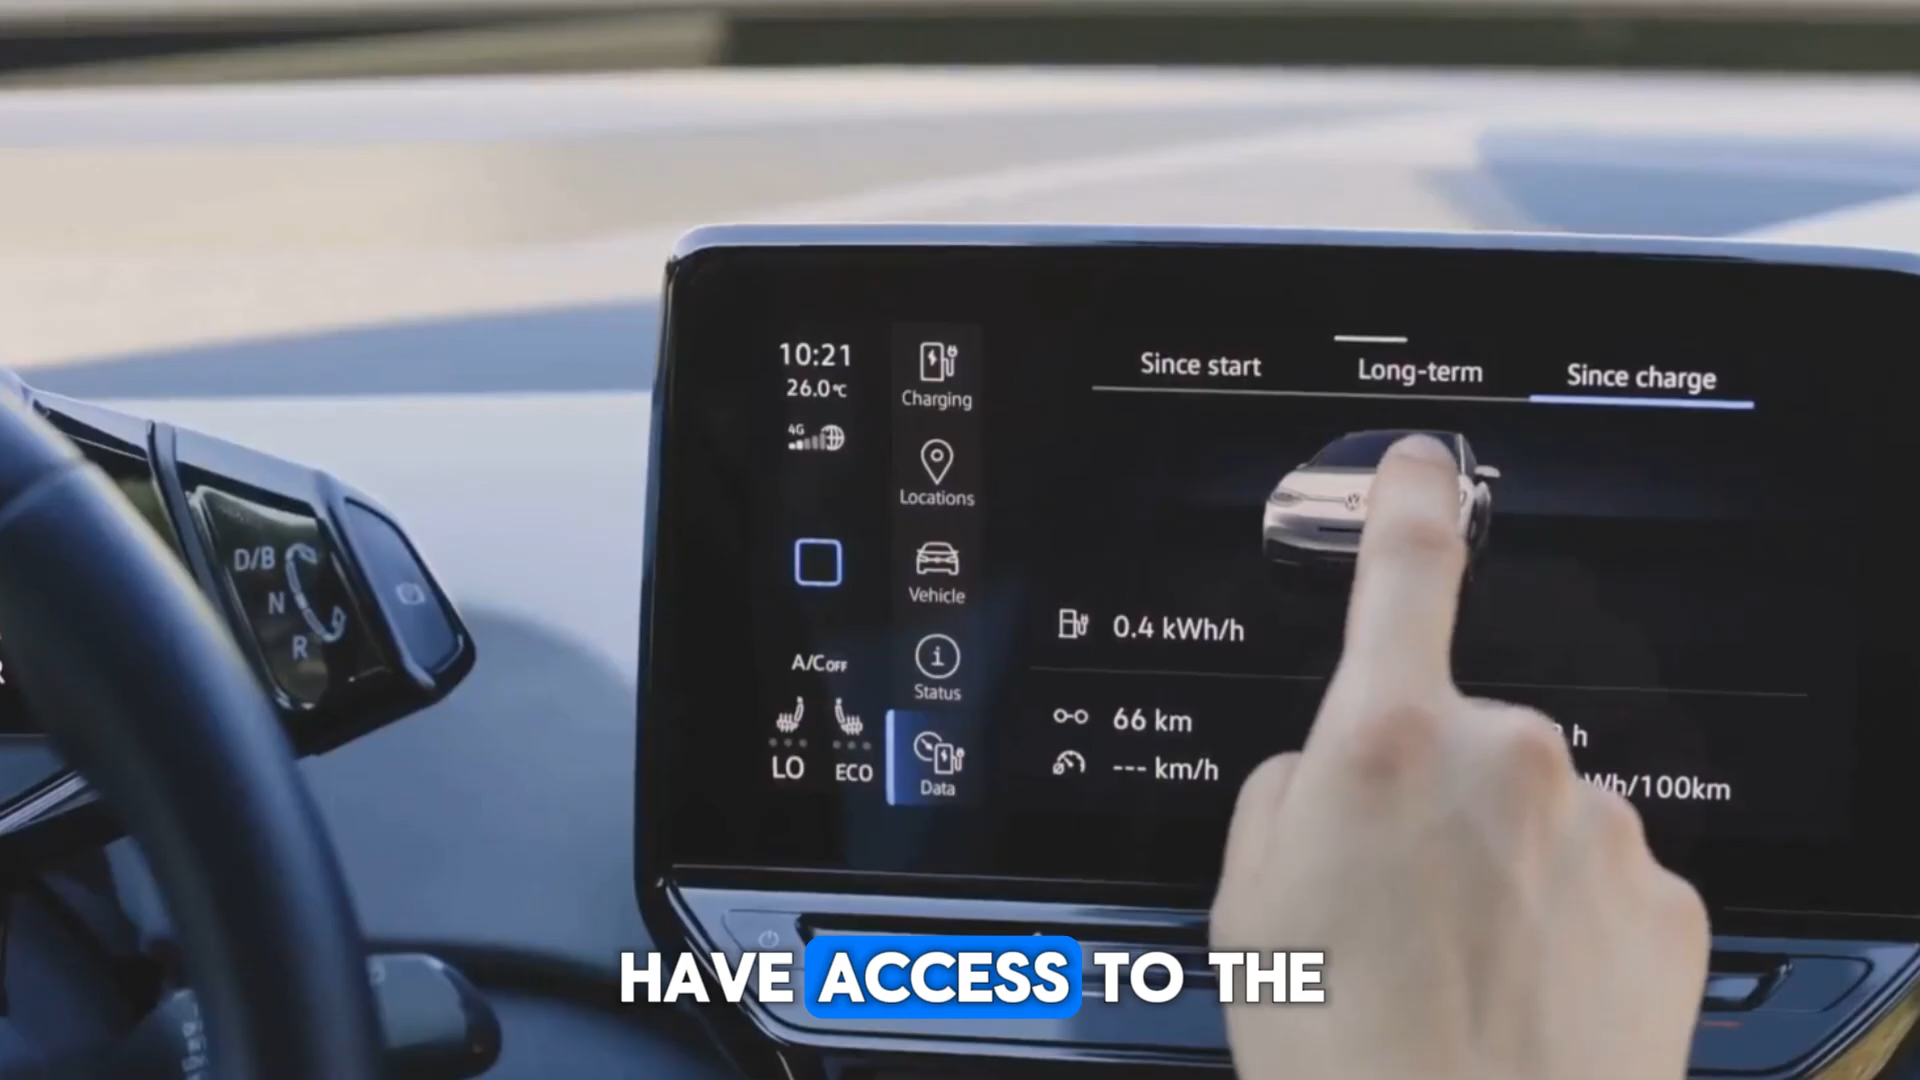 10:21
26.0°C
4G
A/C OFF
LO
ECO
Charging
Locations
Vehicle
Status
Data
Since start
Long-term
Since charge
0.4 kWh/h
66 km
--- km/h
h
Wh/100km
D/B
N
R
HAVE ACCESS TO THE